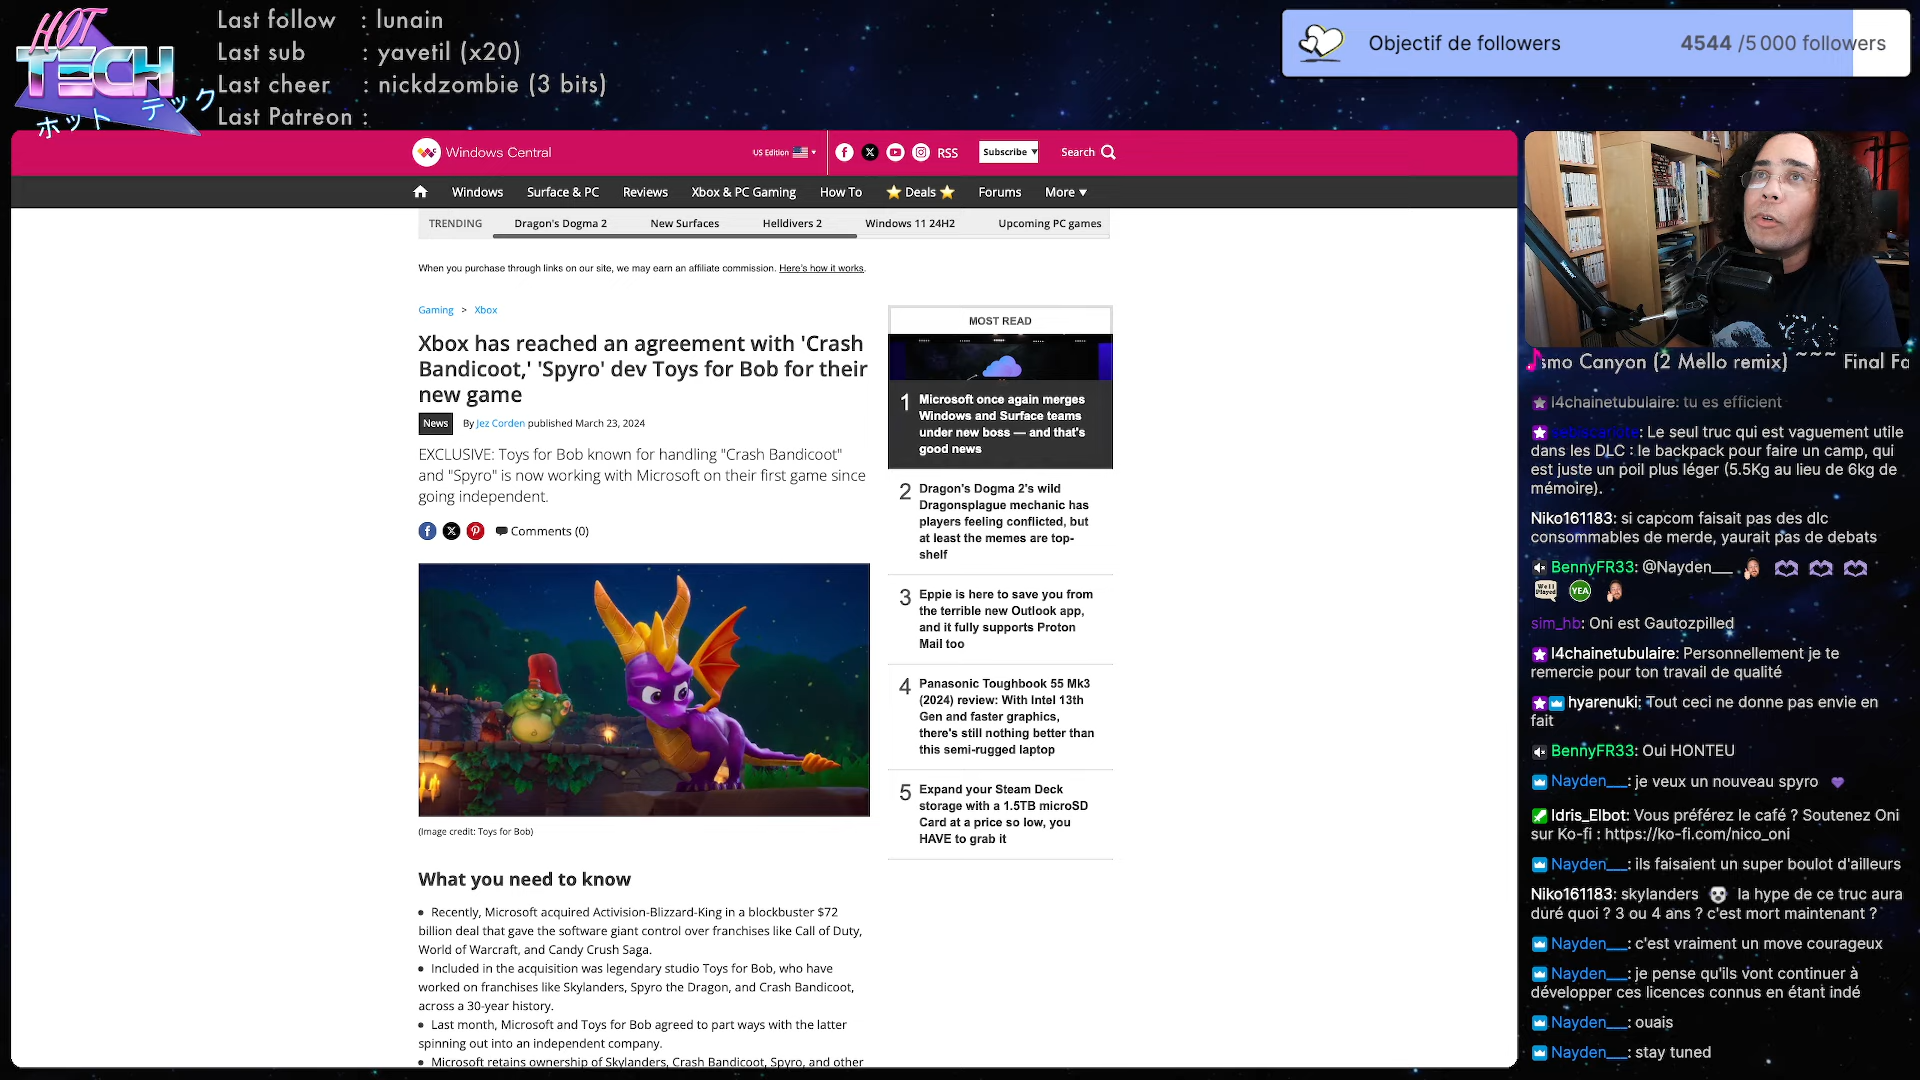 HOT
TECH
ホット テック
Last follow : lunain
Last sub : yavetil (x20)
Last cheer : nickdzombie (3 bits)
Last Patreon :
Objectif de followers
4544 /5 000 followers
Windows Central
US Edition
RSS
Subscribe
Search
Windows
Surface & PC
Reviews
Xbox & PC Gaming
How To
Deals
Forums
More
TRENDING
Dragon's Dogma 2
New Surfaces
Helldivers 2
Windows 11 24H2
Upcoming PC games
When you purchase through links on our site, we may earn an affiliate commission. Here's how it works.
Gaming > Xbox
Xbox has reached an agreement with 'Crash
Bandicoot,' 'Spyro' dev Toys for Bob for their
new game
News
By Jez Corden published March 23, 2024
EXCLUSIVE: Toys for Bob known for handling "Crash Bandicoot"
and "Spyro" is now working with Microsoft on their first game since
going independent.
Comments (0)
(Image credit: Toys for Bob)
What you need to know
• Recently, Microsoft acquired Activision-Blizzard-King in a blockbuster $72
billion deal that gave the software giant control over franchises like Call of Duty,
World of Warcraft, and Candy Crush Saga.
• Included in the acquisition was legendary studio Toys for Bob, who have
worked on franchises like Skylanders, Spyro the Dragon, and Crash Bandicoot,
across a 30-year history.
• Last month, Microsoft and Toys for Bob agreed to part ways with the latter
spinning out into an independent company.
• Microsoft retains ownership of Skylanders, Crash Bandicoot, Spyro, and other
MOST READ
1 Microsoft once again merges
Windows and Surface teams
under new boss — and that's
good news
2 Dragon's Dogma 2's wild
Dragonsplague mechanic has
players feeling conflicted, but
at least the memes are top-
shelf
3 Eppie is here to save you from
the terrible new Outlook app,
and it fully supports Proton
Mail too
4 Panasonic Toughbook 55 Mk3
(2024) review: With Intel 13th
Gen and faster graphics,
there's still nothing better than
this semi-rugged laptop
5 Expand your Steam Deck
storage with a 1.5TB microSD
Card at a price so low, you
HAVE to grab it
smo Canyon (2 Mello remix) ~~~ Final Fa
l4chainetubulaire: tu es efficient
: Le seul truc qui est vaguement utile
dans les DLC : le backpack pour faire un camp, qui
est juste un poil plus léger (5.5Kg au lieu de 6kg de
mémoire).
Niko161183: si capcom faisait pas des dlc
consommables de merde, yaurait pas de debats
BennyFR33: @Nayden__
Well Played
YEA
sim_hb: Oni est Gautozpilled
l4chainetubulaire: Personnellement je te
remercie pour ton travail de qualité
hyarenuki: Tout ceci ne donne pas envie en
fait
BennyFR33: Oui HONTEU
Nayden__: je veux un nouveau spyro
Idris_Elbot: Vous préférez le café ? Soutenez Oni
sur Ko-fi : https://ko-fi.com/nico_oni
Nayden__: ils faisaient un super boulot d'ailleurs
Niko161183: skylanders la hype de ce truc aura
duré quoi ? 3 ou 4 ans ? c'est mort maintenant ?
Nayden__: c'est vraiment un move courageux
Nayden__: je pense qu'ils vont continuer à
développer ces licences connus en étant indé
Nayden__: ouais
Nayden__: stay tuned